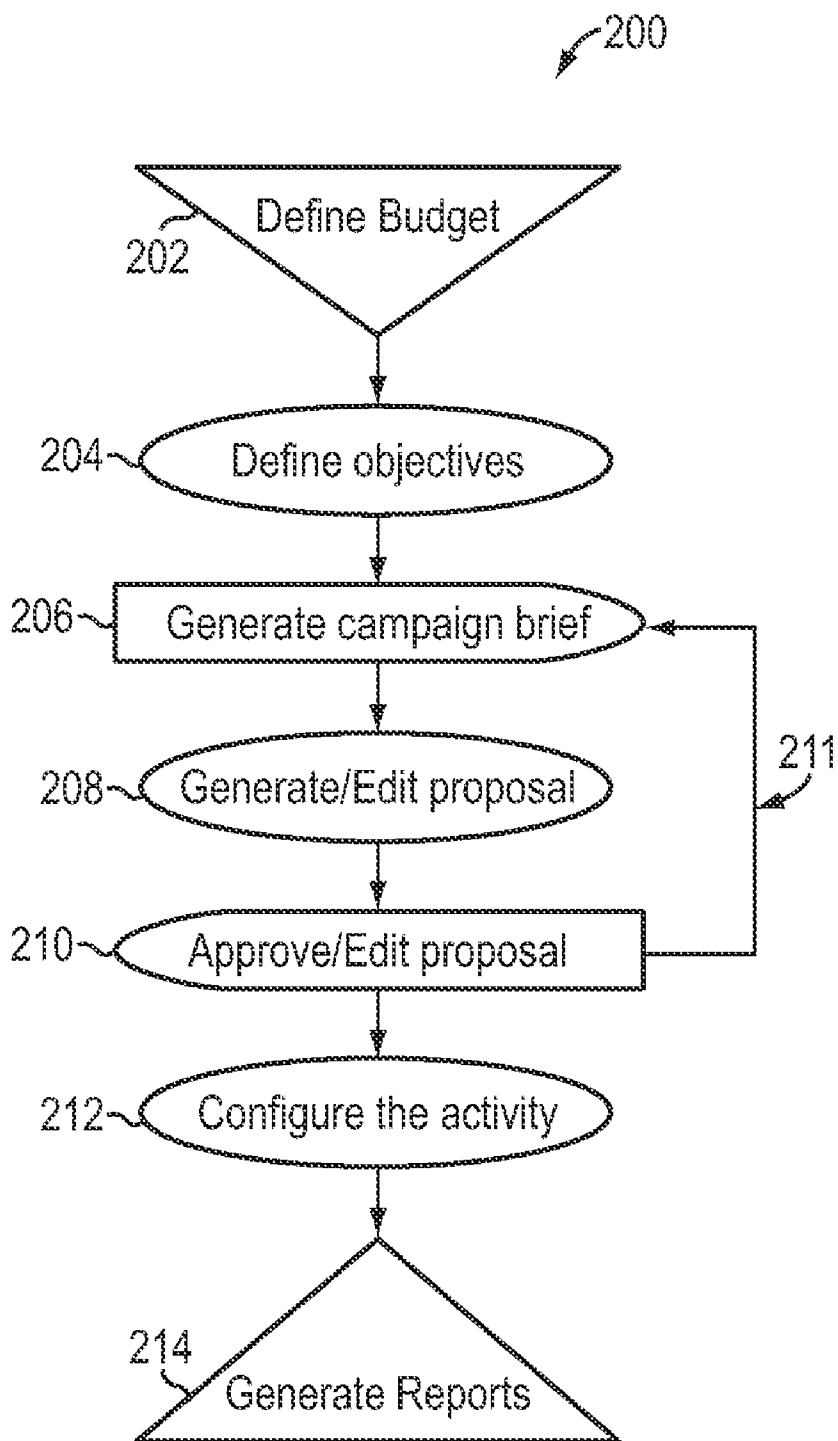 200
Define Budget
202
204
Define objectives
206
Generate campaign brief
211
208
Generate/Edit proposal
210
Approve/Edit proposal
212
Configure the activity
214
Generate Reports